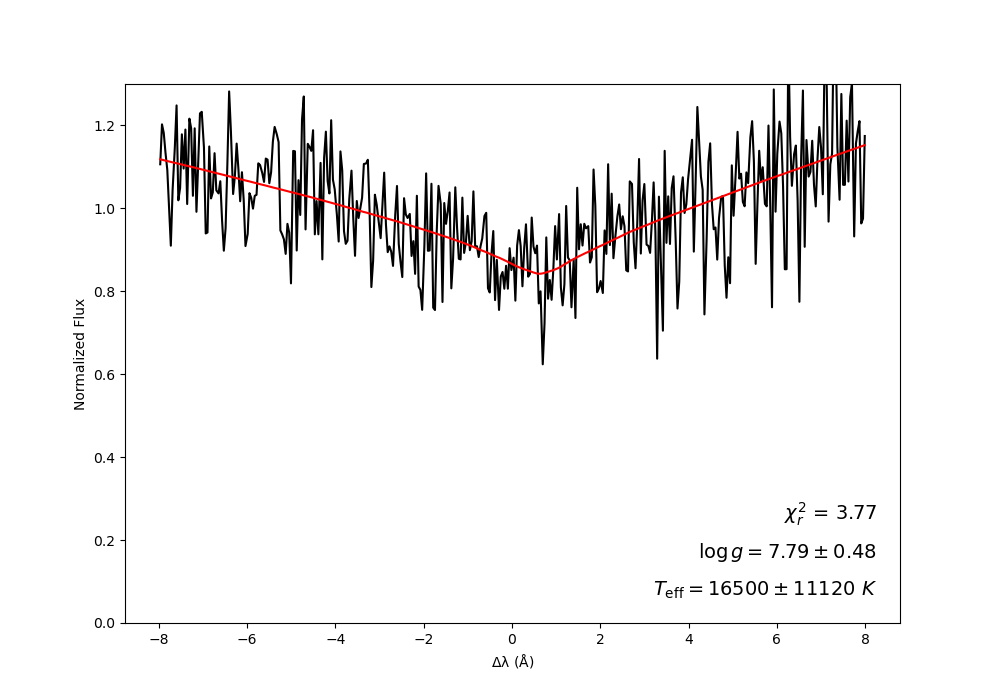 Normalized Flux
1.2
1.0
0.8
0.6
0.4
0.2
0.0
χ²ᵣ = 3.77
log g = 7.79 ± 0.48
T_eff = 16500 ± 11120 K
−8 −6 −4 −2 0 2 4 6 8
Δλ (Å)